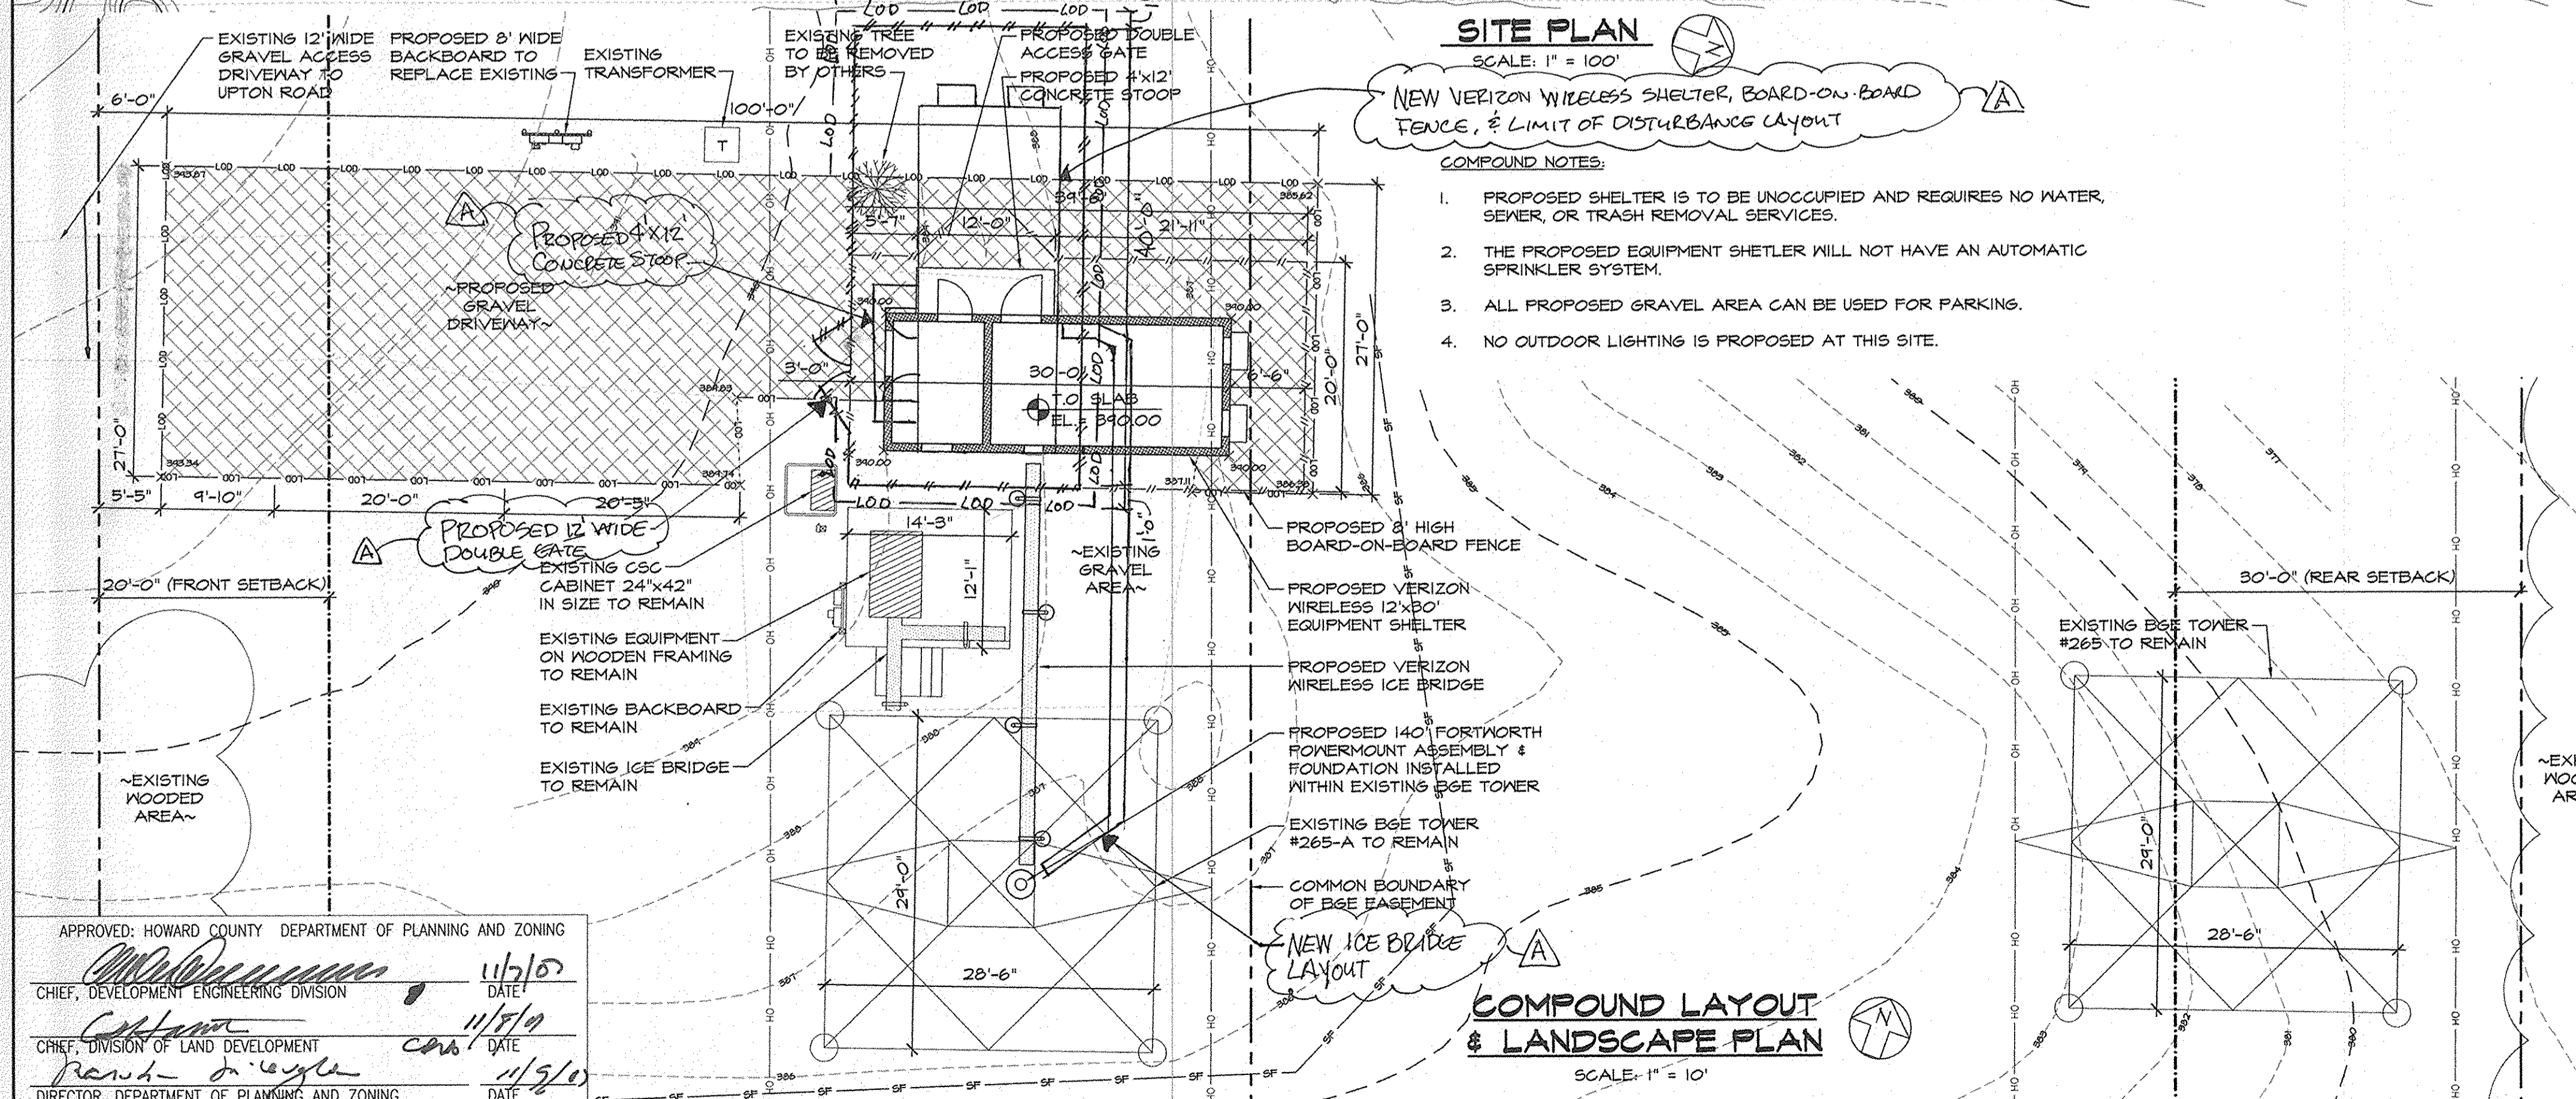 SITE PLAN
SCALE: 1" = 100'
N
EXISTING 12' WIDE
GRAVEL ACCESS
DRIVEWAY TO
UPTON ROAD
PROPOSED 8' WIDE
BACKBOARD TO
REPLACE EXISTING
EXISTING
TRANSFORMER
T
EXISTING TREE
TO BE REMOVED
BY OTHERS
PROPOSED DOUBLE
ACCESS GATE
PROPOSED 4'x12'
CONCRETE STOOP
NEW VERIZON WIRELESS SHELTER, BOARD-ON-BOARD
FENCE, & LIMIT OF DISTURBANCE LAYOUT
A
COMPOUND NOTES:
1. PROPOSED SHELTER IS TO BE UNOCCUPIED AND REQUIRES NO WATER,
SEWER, OR TRASH REMOVAL SERVICES.
2. THE PROPOSED EQUIPMENT SHETLER WILL NOT HAVE AN AUTOMATIC
SPRINKLER SYSTEM.
3. ALL PROPOSED GRAVEL AREA CAN BE USED FOR PARKING.
4. NO OUTDOOR LIGHTING IS PROPOSED AT THIS SITE.
6'-0"
100'-0"
A
PROPOSED 4'x12'
CONCRETE STOOP
~PROPOSED
GRAVEL
DRIVEWAY~
5'-7"
12'-0"
21'-11"
40'-0"
3'-0"
30'-0"
6'-6"
20'-0"
27'-0"
T.O. SLAB
EL.= 390.00
27'-0"
5'-5"
9'-10"
20'-0"
20'-5"
PROPOSED 12' WIDE
DOUBLE GATE
A
20'-0" (FRONT SETBACK)
EXISTING CSC
CABINET 24"x42"
IN SIZE TO REMAIN
EXISTING EQUIPMENT
ON WOODEN FRAMING
TO REMAIN
EXISTING BACKBOARD
TO REMAIN
EXISTING ICE BRIDGE
TO REMAIN
14'-3"
12'-1"
~EXISTING
GRAVEL
AREA~
PROPOSED 8' HIGH
BOARD-ON-BOARD FENCE
PROPOSED VERIZON
WIRELESS 12'x30'
EQUIPMENT SHELTER
PROPOSED VERIZON
WIRELESS ICE BRIDGE
PROPOSED 140' FORTWORTH
POWERMOUNT ASSEMBLY &
FOUNDATION INSTALLED
WITHIN EXISTING BGE TOWER
EXISTING BGE TOWER
#265-A TO REMAIN
COMMON BOUNDARY
OF BGE EASEMENT
NEW ICE BRIDGE
LAYOUT
A
29'-0"
28'-6"
30'-0" (REAR SETBACK)
EXISTING BGE TOWER
#265 TO REMAIN
29'-0"
28'-6"
~EXISTING
WOODED
AREA~
COMPOUND LAYOUT
& LANDSCAPE PLAN
SCALE: 1" = 10'
N
APPROVED: HOWARD COUNTY DEPARTMENT OF PLANNING AND ZONING
11/7/07
CHIEF, DEVELOPMENT ENGINEERING DIVISION DATE
11/8/07
CHIEF, DIVISION OF LAND DEVELOPMENT DATE
11/9/07
DIRECTOR, DEPARTMENT OF PLANNING AND ZONING DATE